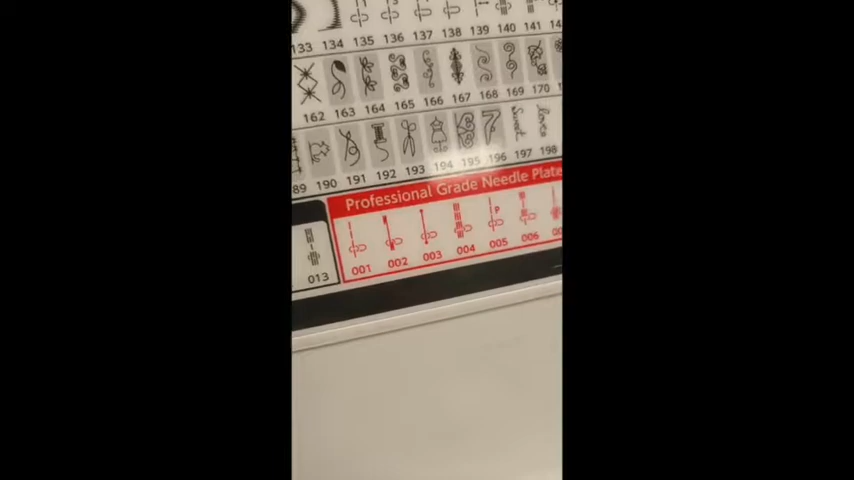 133 134 135 136 137 138 139 140 141
162 163 164 165 166 167 168 169 170
Sweet love
190 191 192 193 194 195 196 197 198
Professional Grade Needle Plate
P
013 001 002 003 004 005 006